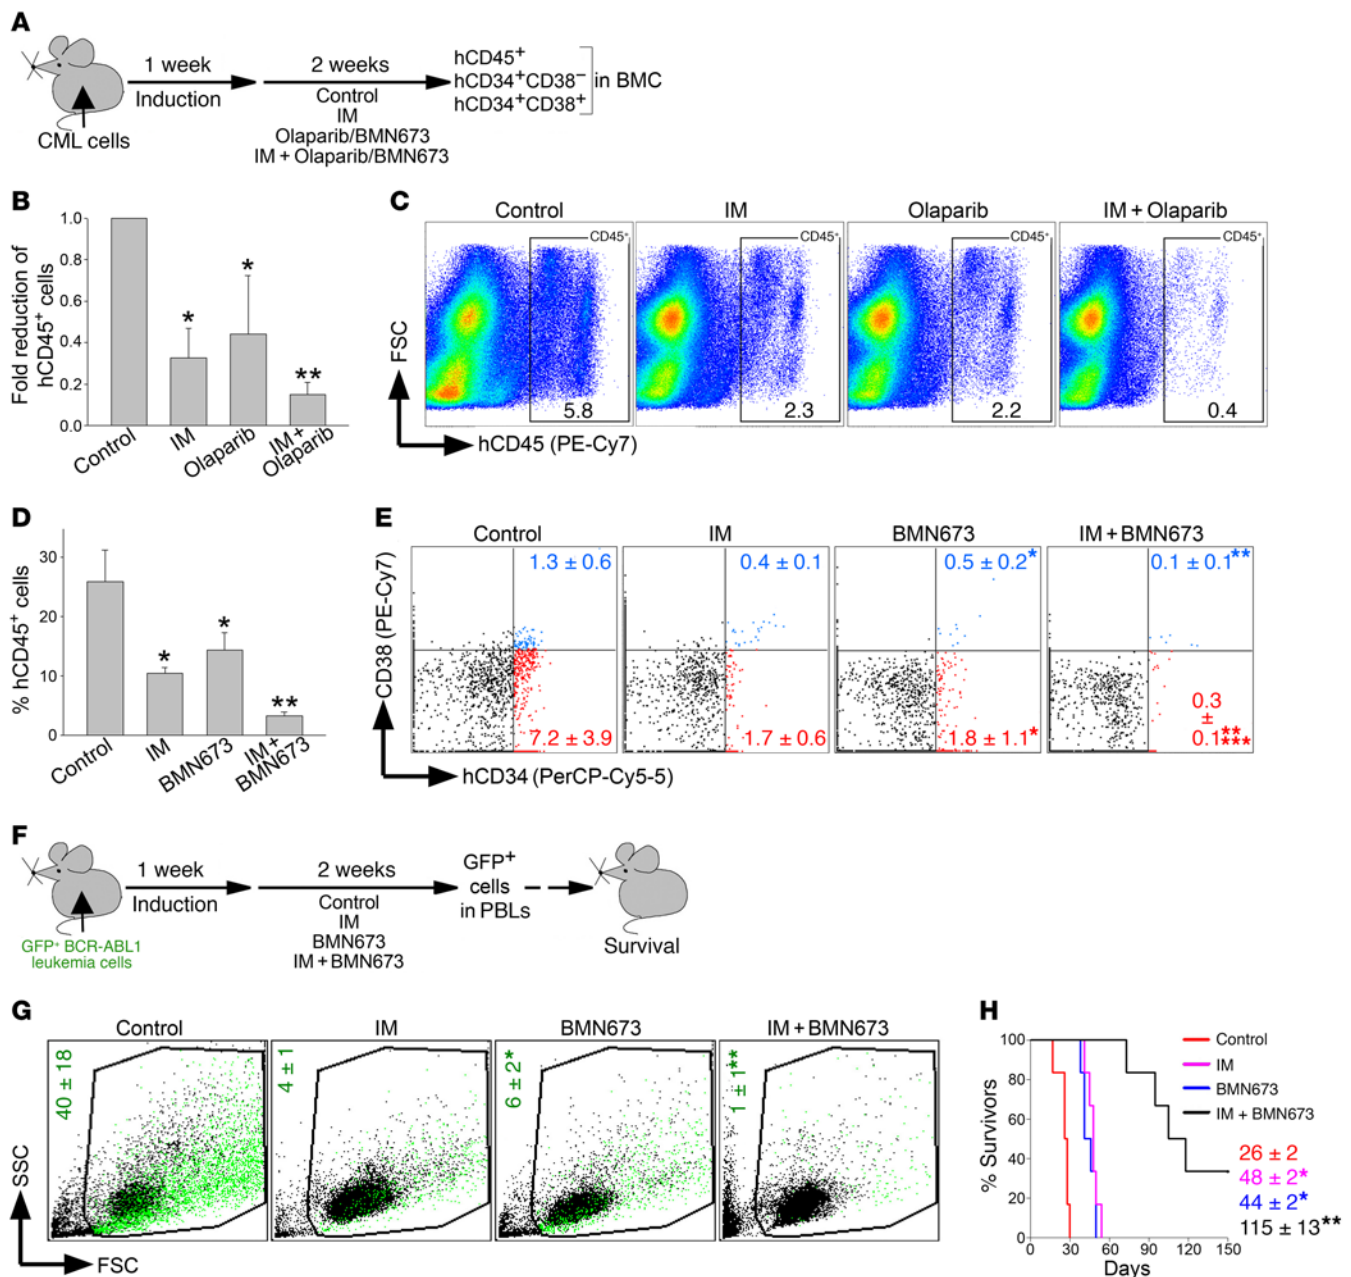 A
1 week
Induction
CML cells
2 weeks
Control
IM
Olaparib/BMN673
IM + Olaparib/BMN673
hCD45⁺
hCD34⁺CD38⁻
hCD34⁺CD38⁺
in BMC
B
Fold reduction of
hCD45⁺ cells
1.0
0.8
0.6
0.4
0.2
0.0
*
*
**
Control
IM
Olaparib
IM+
Olaparib
C
Control
IM
Olaparib
IM + Olaparib
CD45⁺
CD45⁺
CD45⁺
CD45⁺
5.8
2.3
2.2
0.4
FSC
hCD45 (PE-Cy7)
D
% hCD45⁺ cells
30
20
10
0
*
*
**
Control
IM
BMN673
IM +
BMN673
E
Control
IM
BMN673
IM + BMN673
1.3 ± 0.6
0.4 ± 0.1
0.5 ± 0.2*
0.1 ± 0.1**
7.2 ± 3.9
1.7 ± 0.6
1.8 ± 1.1*
0.3
±
0.1**
***
CD38 (PE-Cy7)
hCD34 (PerCP-Cy5-5)
F
1 week
Induction
GFP⁺ BCR-ABL1
leukemia cells
2 weeks
Control
IM
BMN673
IM + BMN673
GFP⁺
cells
in PBLs
Survival
G
Control
IM
BMN673
IM + BMN673
40 ± 18
4 ± 1
6 ± 2*
1 ± 1**
SSC
FSC
H
% Survivors
100
80
60
40
20
0
0
30
60
90
120
150
Days
Control
IM
BMN673
IM + BMN673
26 ± 2
48 ± 2*
44 ± 2*
115 ± 13**